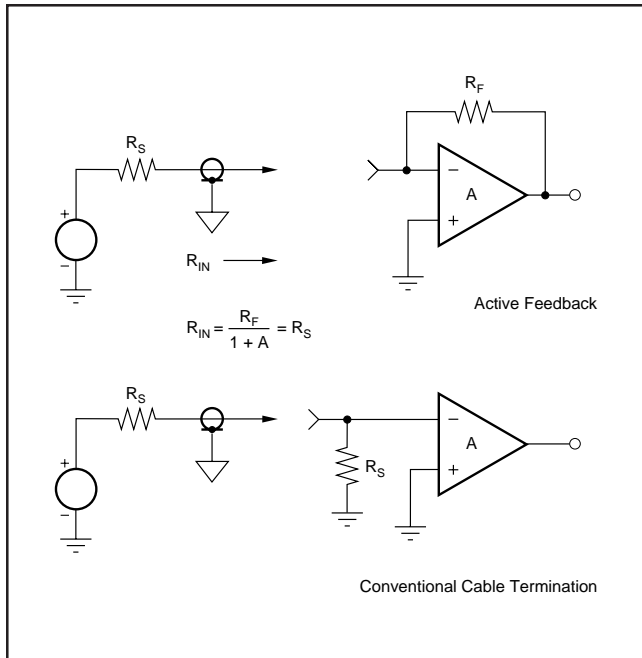 R_F
R_S
+
−
−
A
+
R_IN
Active Feedback
R_IN = R_F / (1 + A) = R_S
R_S
+
−
−
A
+
R_S
Conventional Cable Termination